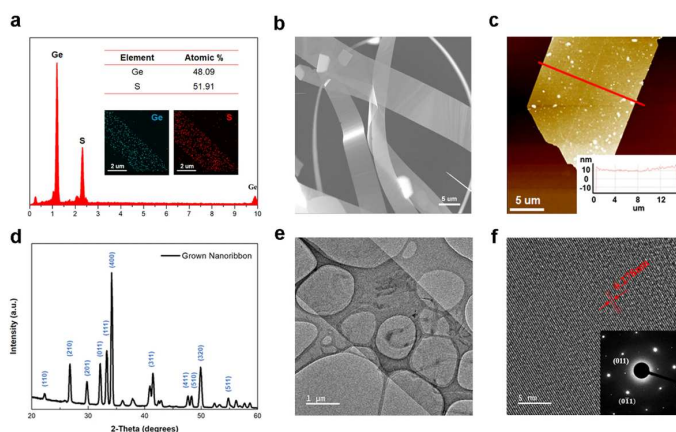 a
Ge
Element Atomic %
Ge 48.09
S 51.91
Ge
S
S
2 um
2 um
Ge
0 1 2 3 4 5 6 7 8 9 10
b
5 um
c
nm
10
0
-10
0 4 8 12
um
5 um
d
Intensity (a.u.)
Grown Nanoribbon
(110)
(210)
(201)
(011)
(111)
(400)
(311)
(411)
(510)
(320)
(511)
20 30 40 50 60
2-Theta (degrees)
e
1 μm
f
(011)
5 nm